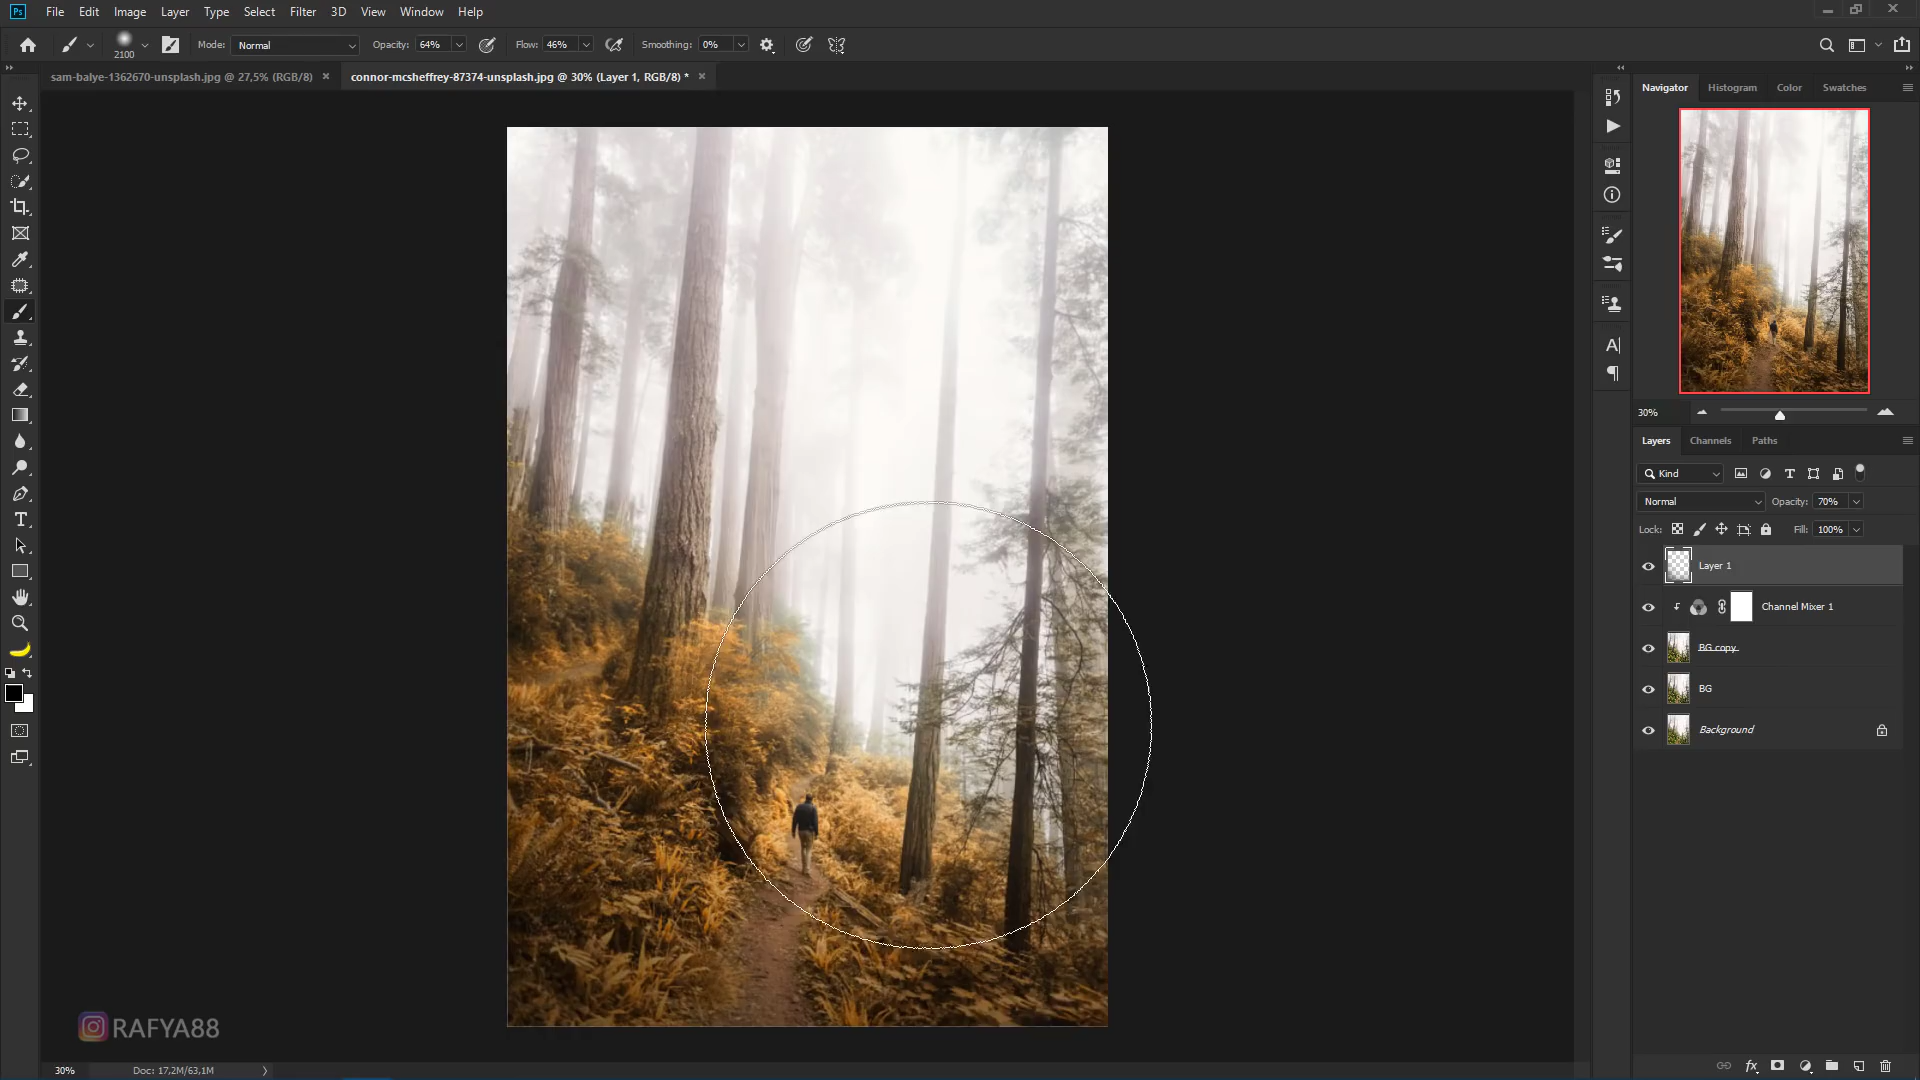 Ps File Edit Image Layer Type Select Filter 3D View Window Help
2100 Mode: Normal Opacity: 64% Flow: 46% Smoothing: 0%
sam-balye-1362670-unsplash.jpg @ 27,5% (RGB/8) × connor-mcsheffrey-87374-unsplash.jpg @ 30% (Layer 1, RGB/8) * ×
Navigator Histogram Color Swatches
30%
Layers Channels Paths
Kind
Normal Opacity: 70%
Lock: Fill: 100%
Layer 1
Channel Mixer 1
BG copy
BG
Background
RAFYA88
30% Doc: 17,2M/63,1M